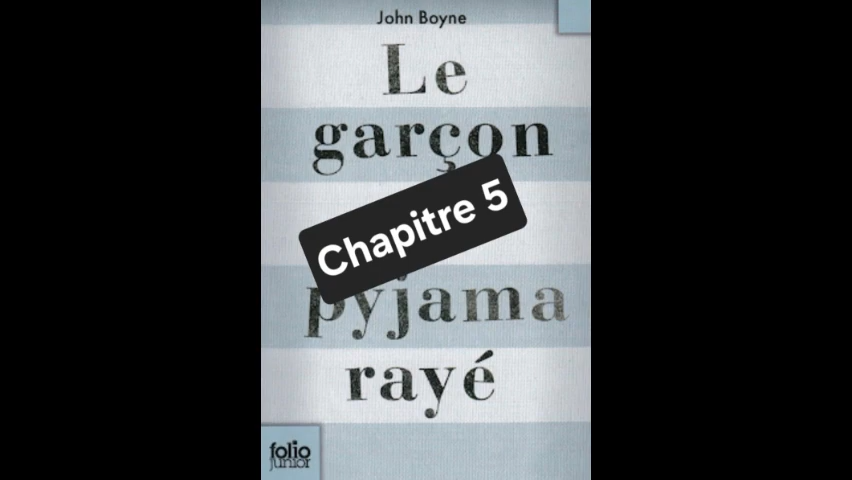 John Boyne
Le
garçon
Chapitre 5
pyjama
rayé
folio
junior